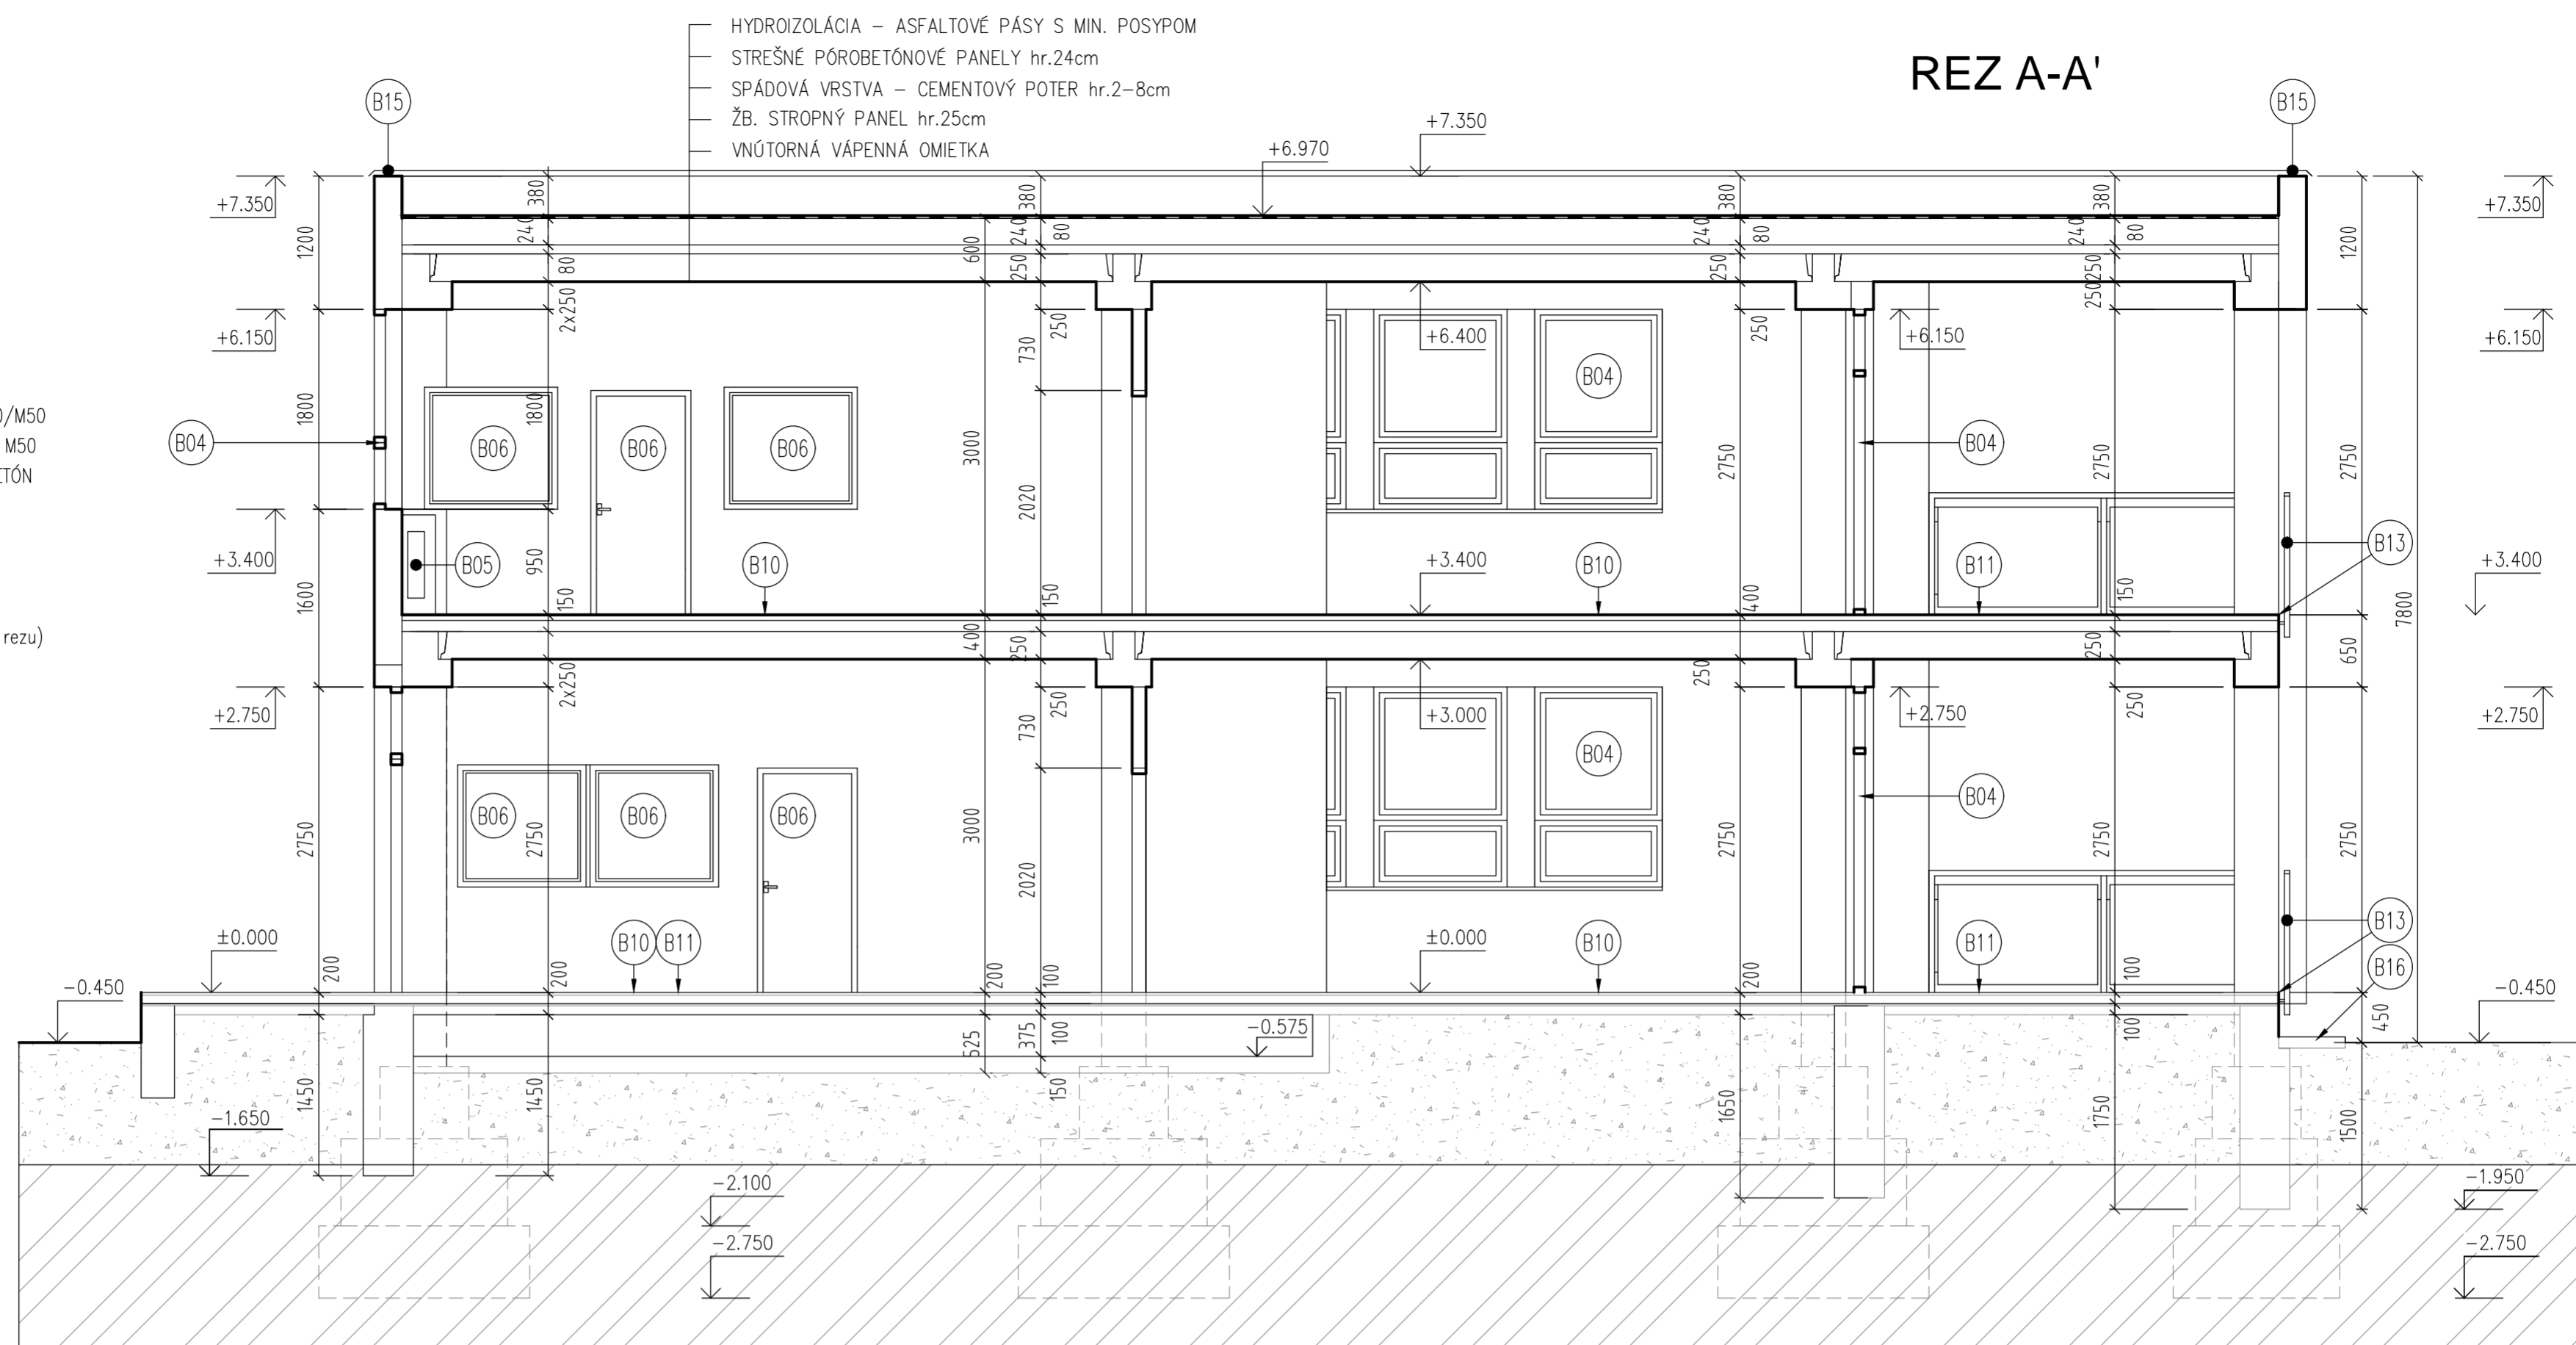 HYDROIZOLÁCIA – ASFALTOVÉ PÁSY S MIN. POSYPOM
STREŠNÉ PÓROBETÓNOVÉ PANELY hr.24cm
SPÁDOVÁ VRSTVA – CEMENTOVÝ POTER hr.2–8cm
ŽB. STROPNÝ PANEL hr.25cm
VNÚTORNÁ VÁPENNÁ OMIETKA
REZ A-A'
B15
B15
+7.350
+6.970
+7.350
+7.350
380
380
380
380
240
240
240
240
80
80
80
80
600
250
250
250
1200
1200
2x250
250
250
250
+6.150
+6.400
+6.150
+6.150
730
B04
/M50
M50
ETÓN
B04
B06
B06
B06
B04
1800
1800
3000
2020
2750
2750
2750
+3.400
+3.400
+3.400
B05
B10
B10
B11
B13
950
150
150
400
150
1600
rezu)
400
250
250
250
650
7800
2x250
250
250
+2.750
+3.000
+2.750
+2.750
730
B04
B04
B06
B06
B06
2750
2750
3000
2020
2750
2750
2750
B13
B10
B11
B10
B11
B16
±0.000
±0.000
200
200
200
100
200
100
-0.450
-0.450
-0.575
525
375
100
100
450
1450
1450
150
1650
1750
1500
-1.650
-2.100
-1.950
-2.750
-2.750